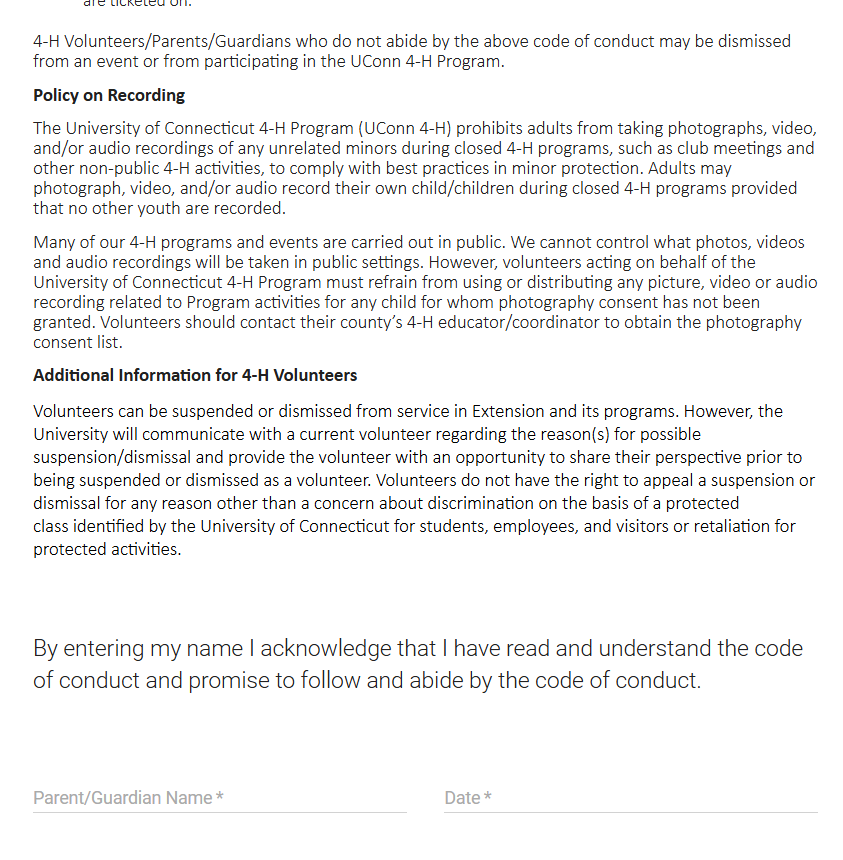 are ticketed on.
4-H Volunteers/Parents/Guardians who do not abide by the above code of conduct may be dismissed
from an event or from participating in the UConn 4-H Program.
Policy on Recording
The University of Connecticut 4-H Program (UConn 4-H) prohibits adults from taking photographs, video,
and/or audio recordings of any unrelated minors during closed 4-H programs, such as club meetings and
other non-public 4-H activities, to comply with best practices in minor protection. Adults may
photograph, video, and/or audio record their own child/children during closed 4-H programs provided
that no other youth are recorded.
Many of our 4-H programs and events are carried out in public. We cannot control what photos, videos
and audio recordings will be taken in public settings. However, volunteers acting on behalf of the
University of Connecticut 4-H Program must refrain from using or distributing any picture, video or audio
recording related to Program activities for any child for whom photography consent has not been
granted. Volunteers should contact their county’s 4-H educator/coordinator to obtain the photography
consent list.
Additional Information for 4-H Volunteers
Volunteers can be suspended or dismissed from service in Extension and its programs. However, the
University will communicate with a current volunteer regarding the reason(s) for possible
suspension/dismissal and provide the volunteer with an opportunity to share their perspective prior to
being suspended or dismissed as a volunteer. Volunteers do not have the right to appeal a suspension or
dismissal for any reason other than a concern about discrimination on the basis of a protected
class identified by the University of Connecticut for students, employees, and visitors or retaliation for
protected activities.
By entering my name I acknowledge that I have read and understand the code
of conduct and promise to follow and abide by the code of conduct.
Parent/Guardian Name * Date *